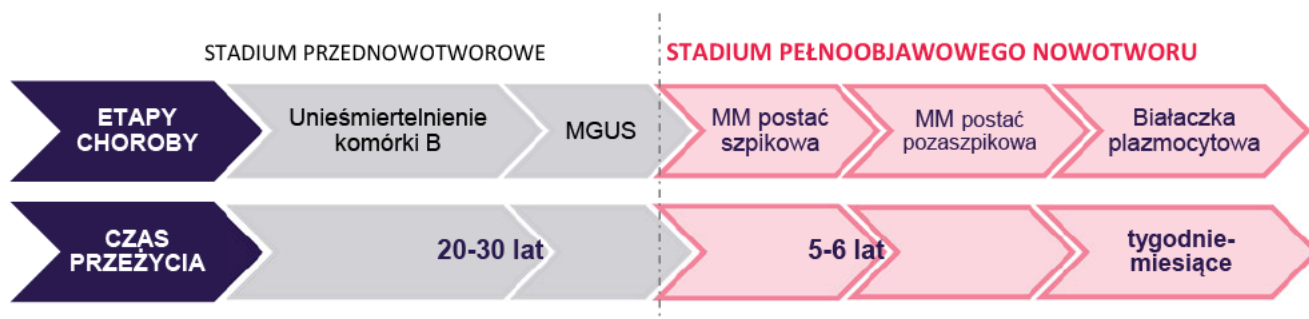 STADIUM PRZEDNOWOTWOROWE
STADIUM PEŁNOOBJAWOWEGO NOWOTWORU
ETAPY
CHOROBY
Unieśmiertelnienie
komórki B
MGUS
MM postać
szpikowa
MM postać
pozaszpikowa
Białaczka
plazmocytowa
CZAS
PRZEŻYCIA
20-30 lat
5-6 lat
tygodnie-
miesiące